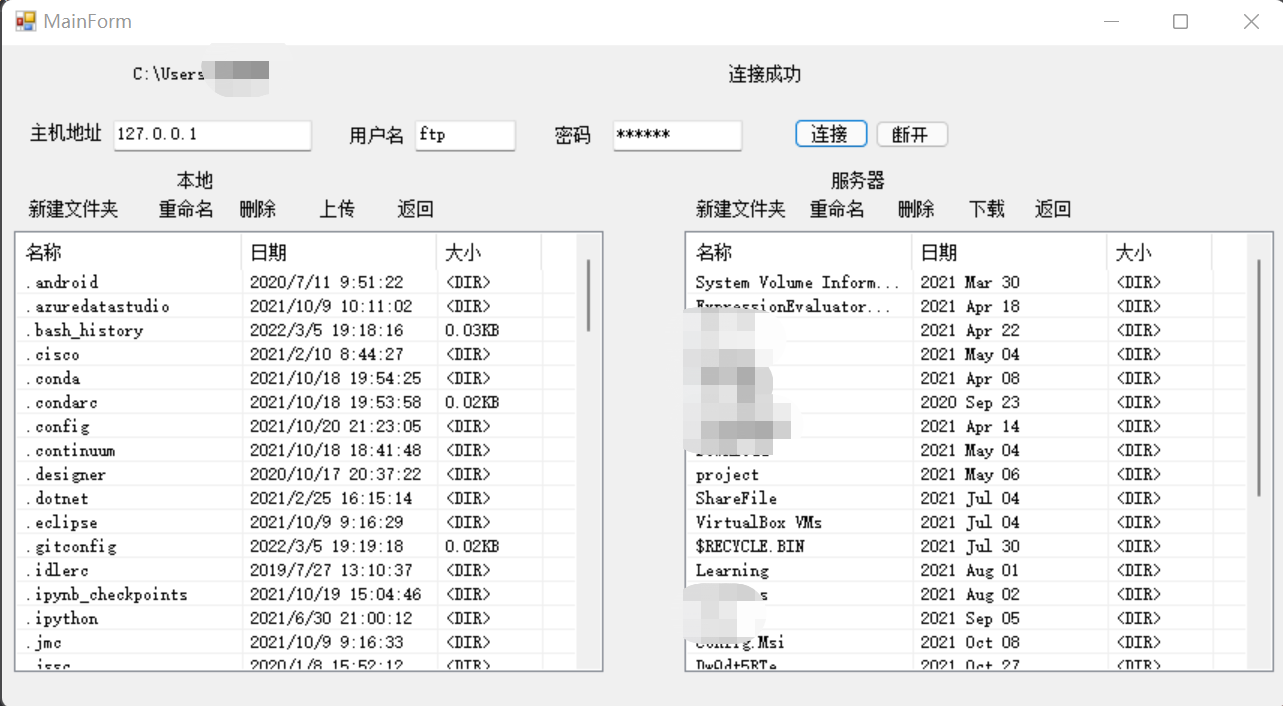 MainForm
C:\Users
连接成功
主机地址 127.0.0.1 用户名 ftp 密码 ****** 连接 断开
本地
新建文件夹 重命名 删除 上传 返回
名称 日期 大小
.android 2020/7/11 9:51:22 <DIR>
.azuredatastudio 2021/10/9 10:11:02 <DIR>
.bash_history 2022/3/5 19:18:16 0.03KB
.cisco 2021/2/10 8:44:27 <DIR>
.conda 2021/10/18 19:54:25 <DIR>
.condarc 2021/10/18 19:53:58 0.02KB
.config 2021/10/20 21:23:05 <DIR>
.continuum 2021/10/18 18:41:48 <DIR>
.designer 2020/10/17 20:37:22 <DIR>
.dotnet 2021/2/25 16:15:14 <DIR>
.eclipse 2021/10/9 9:16:29 <DIR>
.gitconfig 2022/3/5 19:19:18 0.02KB
.idlerc 2019/7/27 13:10:37 <DIR>
.ipynb_checkpoints 2021/10/19 15:04:46 <DIR>
.ipython 2021/6/30 21:00:12 <DIR>
.jmc 2021/10/9 9:16:33 <DIR>
.jssc 2020/1/8 15:52:12 <DIR>
服务器
新建文件夹 重命名 删除 下载 返回
名称 日期 大小
System Volume Inform... 2021 Mar 30 <DIR>
ExpressionEvaluator... 2021 Apr 18 <DIR>
2021 Apr 22 <DIR>
2021 May 04 <DIR>
2021 Apr 08 <DIR>
2020 Sep 23 <DIR>
2021 Apr 14 <DIR>
2021 May 04 <DIR>
project 2021 May 06 <DIR>
ShareFile 2021 Jul 04 <DIR>
VirtualBox VMs 2021 Jul 04 <DIR>
$RECYCLE.BIN 2021 Jul 30 <DIR>
Learning 2021 Aug 01 <DIR>
2021 Aug 02 <DIR>
2021 Sep 05 <DIR>
Config.Msi 2021 Oct 08 <DIR>
2021 Oct 27 <DIR>